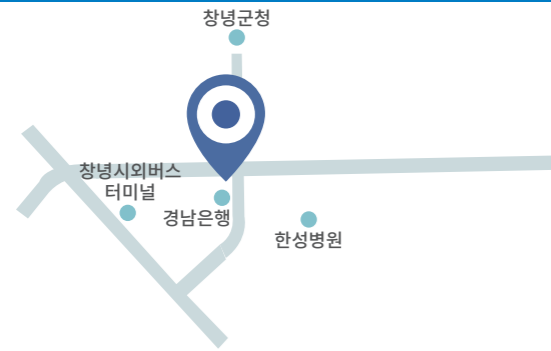 창녕군청
창녕시외버스
터미널
경남은행
한성병원